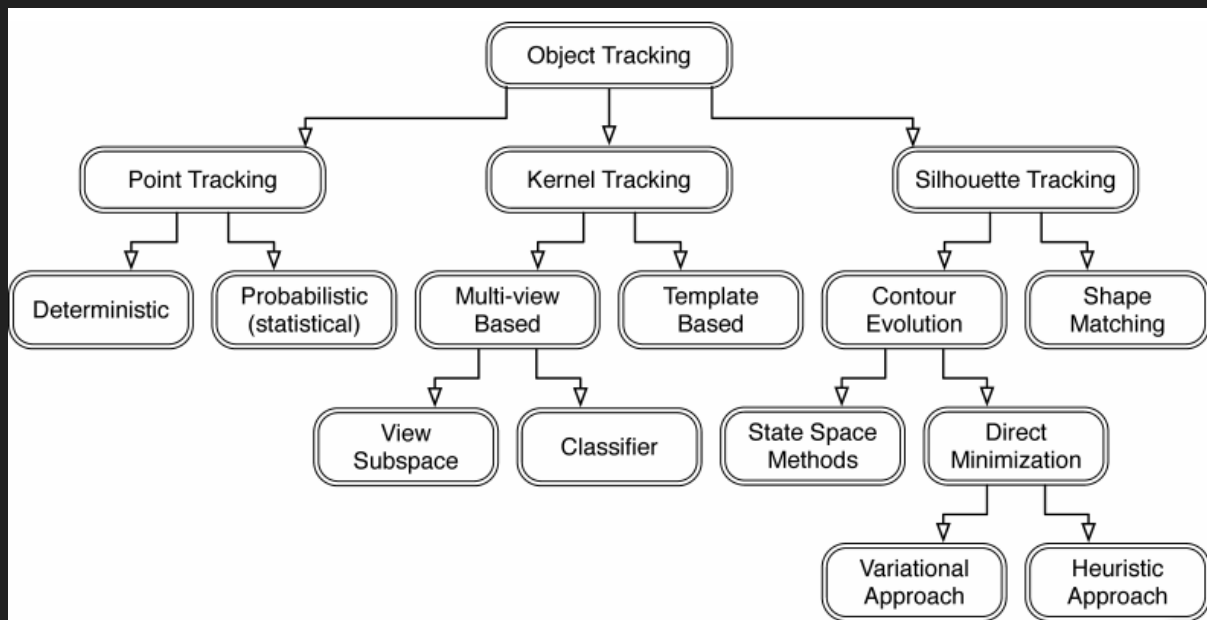 Object Tracking
Point Tracking
Kernel Tracking
Silhouette Tracking
Deterministic
Probabilistic
(statistical)
Multi-view
Based
Template
Based
Contour
Evolution
Shape
Matching
View
Subspace
Classifier
State Space
Methods
Direct
Minimization
Variational
Approach
Heuristic
Approach